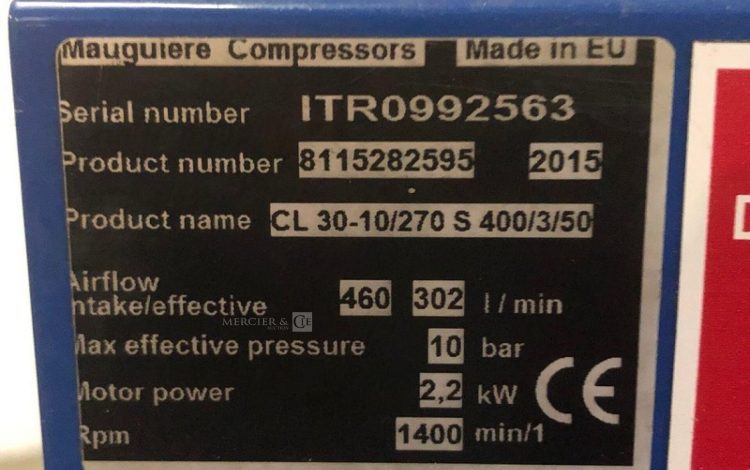 Mauguiere Compressors Made in EU
Serial number ITR0992563
Product number 8115282595 2015
Product name CL 30-10/270 S 400/3/50
Airflow
ntake/effective 460 302 l / min
MERCIER & CIE
AUCTION
Max effective pressure 10 bar
Motor power 2,2 kW CE
Rpm 1400 min/1
D